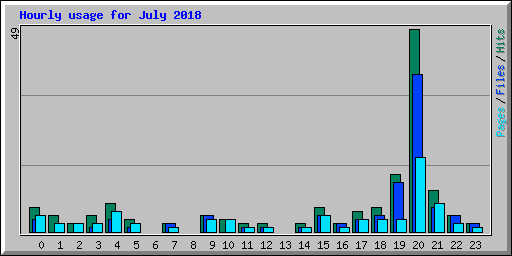 Hourly usage for July 2018
49
Pages/Files/Hits
0 1 2 3 4 5 6 7 8 9 10 11 12 13 14 15 16 17 18 19 20 21 22 23